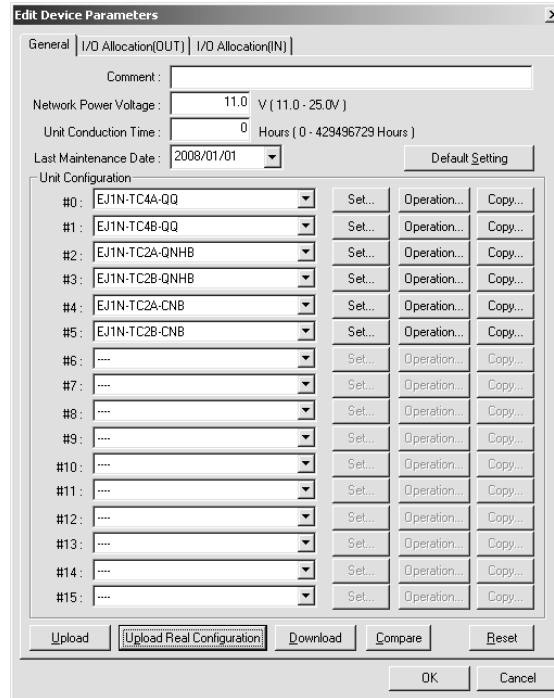 Edit Device Parameters
General I/O Allocation(OUT) I/O Allocation(IN)
Comment :
Network Power Voltage : 11.0 V ( 11.0 - 25.0V )
Unit Conduction Time : 0 Hours ( 0 - 429496729 Hours )
Last Maintenance Date : 2008/01/01 Default Setting
Unit Configuration
#0 : EJ1N-TC4A-QQ Set... Operation... Copy...
#1 : EJ1N-TC4B-QQ Set... Operation... Copy...
#2 : EJ1N-TC2A-QNHB Set... Operation... Copy...
#3 : EJ1N-TC2B-QNHB Set... Operation... Copy...
#4 : EJ1N-TC2A-CNB Set... Operation... Copy...
#5 : EJ1N-TC2B-CNB Set... Operation... Copy...
#6 : ---- Set... Operation... Copy...
#7 : ---- Set... Operation... Copy...
#8 : ---- Set... Operation... Copy...
#9 : ---- Set... Operation... Copy...
#10 : ---- Set... Operation... Copy...
#11 : ---- Set... Operation... Copy...
#12 : ---- Set... Operation... Copy...
#13 : ---- Set... Operation... Copy...
#14 : ---- Set... Operation... Copy...
#15 : ---- Set... Operation... Copy...
Upload Upload Real Configuration Download Compare Reset
OK Cancel